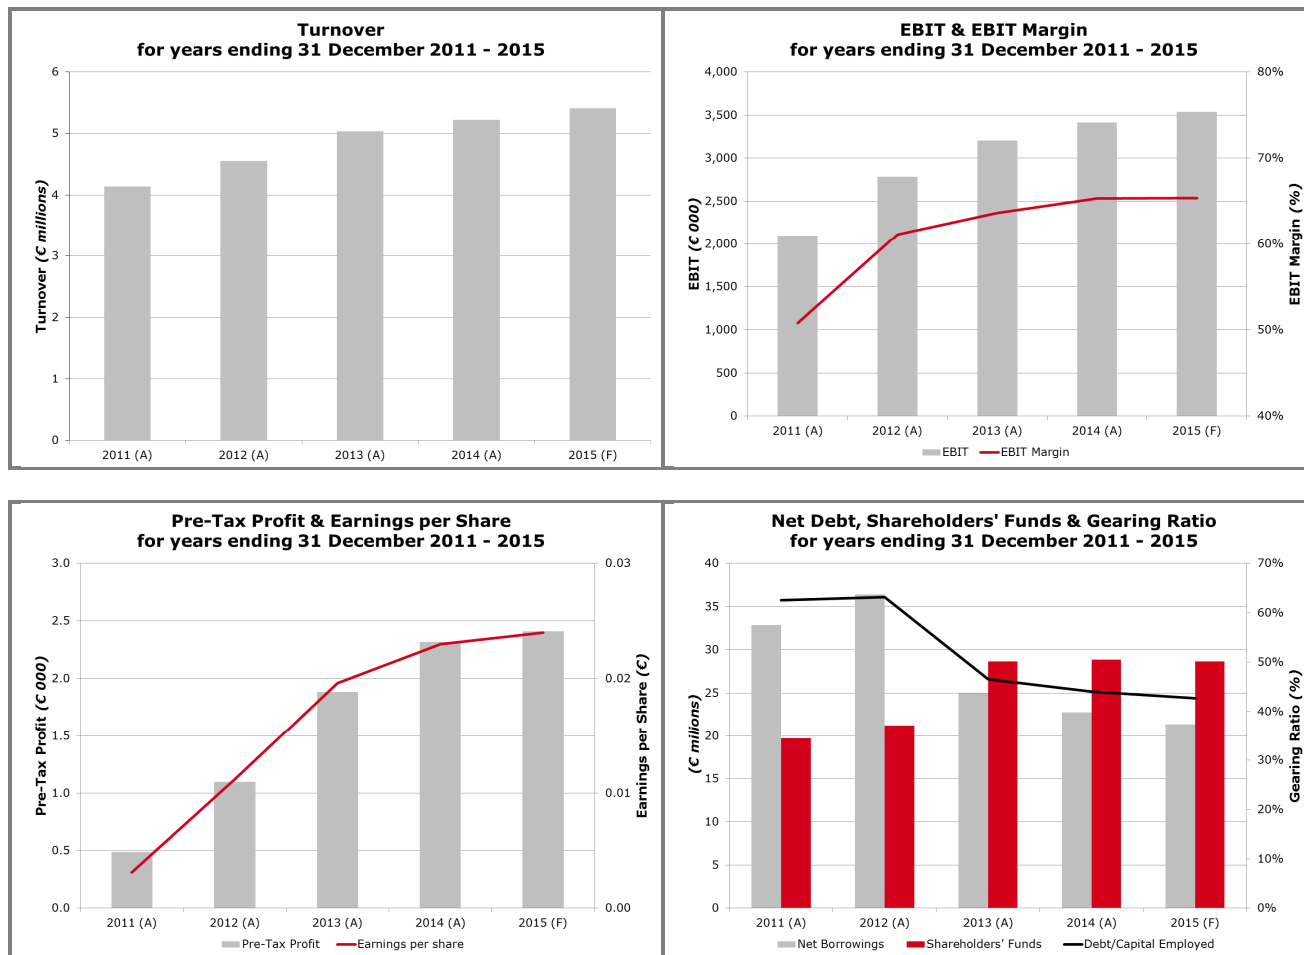 Turnover
for years ending 31 December 2011 - 2015
6
5
4
3
2
1
0
Turnover (€ millions)
2011 (A) 2012 (A) 2013 (A) 2014 (A) 2015 (F)
EBIT & EBIT Margin
for years ending 31 December 2011 - 2015
4,000
3,500
3,000
2,500
2,000
1,500
1,000
500
0
EBIT (€ 000)
80%
70%
60%
50%
40%
EBIT Margin (%)
2011 (A) 2012 (A) 2013 (A) 2014 (A) 2015 (F)
EBIT EBIT Margin
Pre-Tax Profit & Earnings per Share
for years ending 31 December 2011 - 2015
3.0
2.5
2.0
1.5
1.0
0.5
0.0
Pre-Tax Profit (€ 000)
0.03
0.02
0.01
0.00
Earnings per Share (€)
2011 (A) 2012 (A) 2013 (A) 2014 (A) 2015 (F)
Pre-Tax Profit Earnings per share
Net Debt, Shareholders' Funds & Gearing Ratio
for years ending 31 December 2011 - 2015
40
35
30
25
20
15
10
5
0
(€ milions)
70%
60%
50%
40%
30%
20%
10%
0%
Gearing Ratio (%)
2011 (A) 2012 (A) 2013 (A) 2014 (A) 2015 (F)
Net Borrowings Shareholders' Funds Debt/Capital Employed